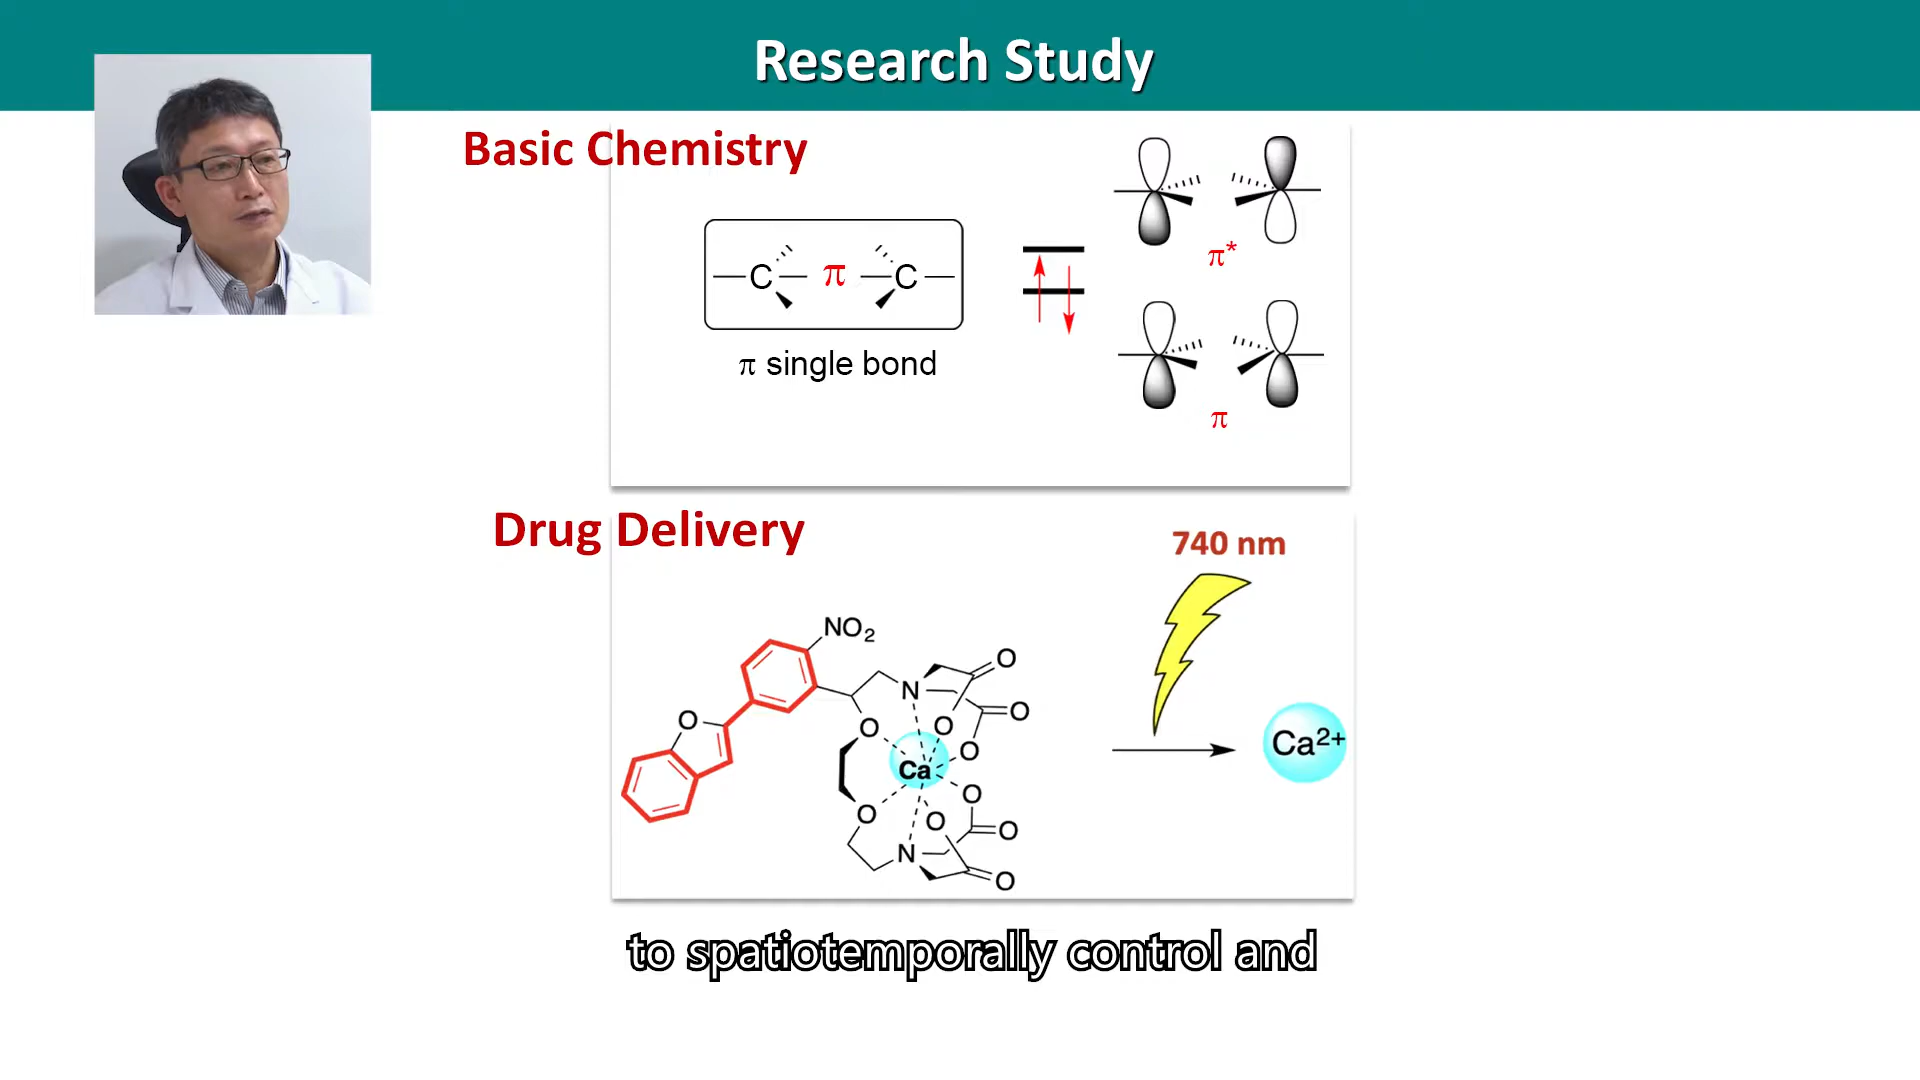 Research Study
Basic Chemistry
C π C
π single bond
π*
π
Drug Delivery
740 nm
NO2
O
N
O
O
O
O
O
Ca
Ca2+
O
O
O
O
N
O
to spatiotemporally control and